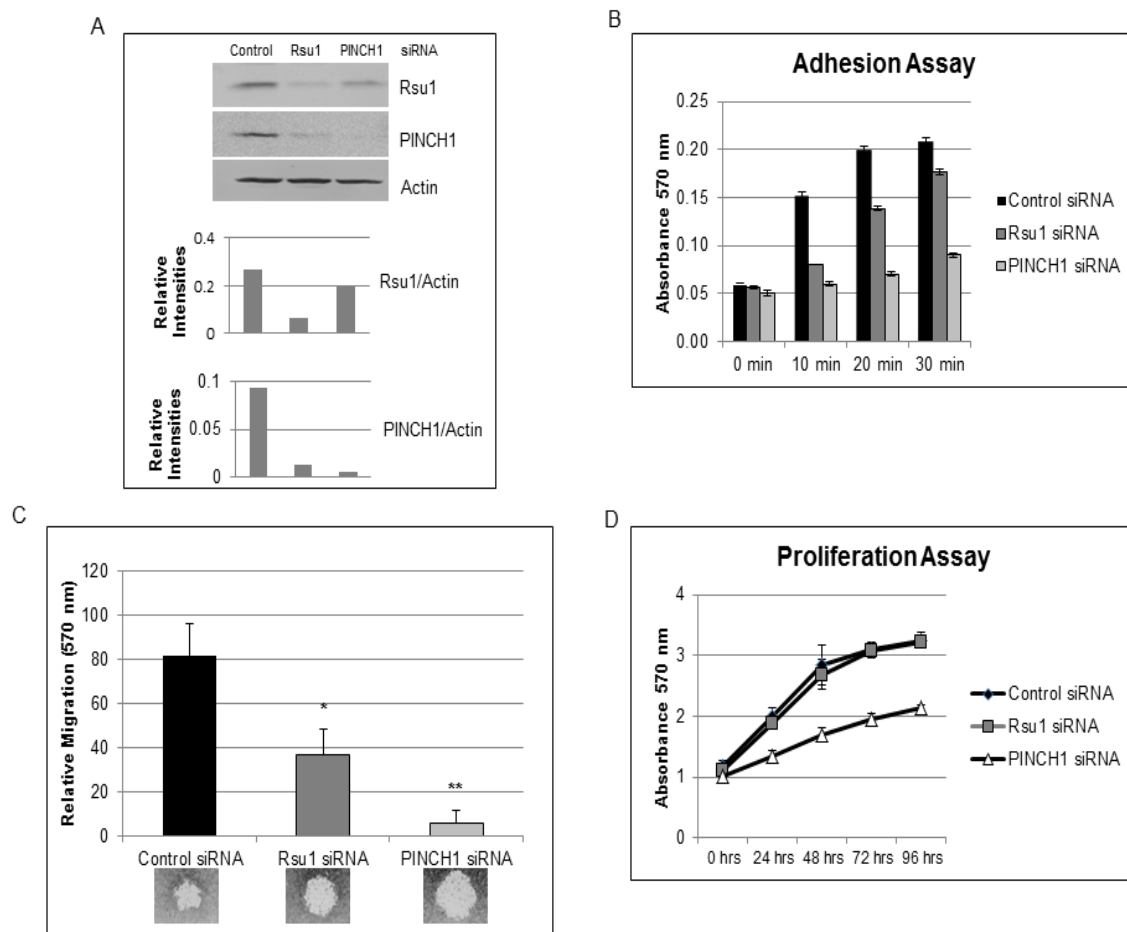 A
Control Rsu1 PINCH1 siRNA
Rsu1
PINCH1
Actin
Relative
Intensities
0.4
0.2
0
Rsu1/Actin
Relative
Intensities
0.1
0.05
0
PINCH1/Actin
B
Adhesion Assay
Absorbance 570 nm
0.25
0.20
0.15
0.10
0.05
0.00
0 min 10 min 20 min 30 min
Control siRNA
Rsu1 siRNA
PINCH1 siRNA
C
Relative Migration (570 nm)
120
100
80
60
40
20
0
*
**
Control siRNA Rsu1 siRNA PINCH1 siRNA
D
Proliferation Assay
Absorbance 570 nm
4
3
2
1
0
0 hrs 24 hrs 48 hrs 72 hrs 96 hrs
Control siRNA
Rsu1 siRNA
PINCH1 siRNA